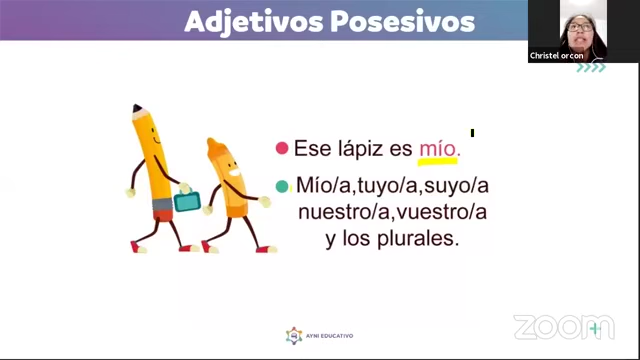 Adjetivos Posesivos
Christel orcon
Ese lápiz es mío.
Mío/a,tuyo/a,suyo/a
nuestro/a,vuestro/a
y los plurales.
AYNI EDUCATIVO
zoom